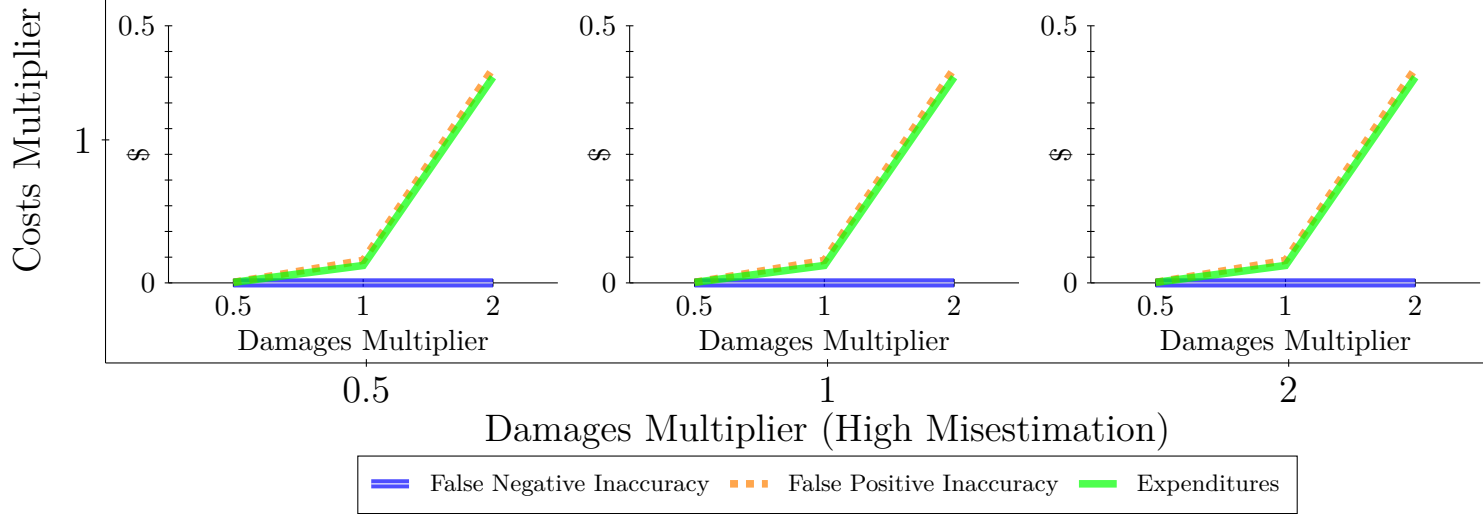 Costs Multiplier
1
0.5
$
0
0.5 1 2
Damages Multiplier
0.5
$
0
0.5 1 2
Damages Multiplier
0.5
$
0
0.5 1 2
Damages Multiplier
0.5 1 2
Damages Multiplier (High Misestimation)
False Negative Inaccuracy False Positive Inaccuracy Expenditures